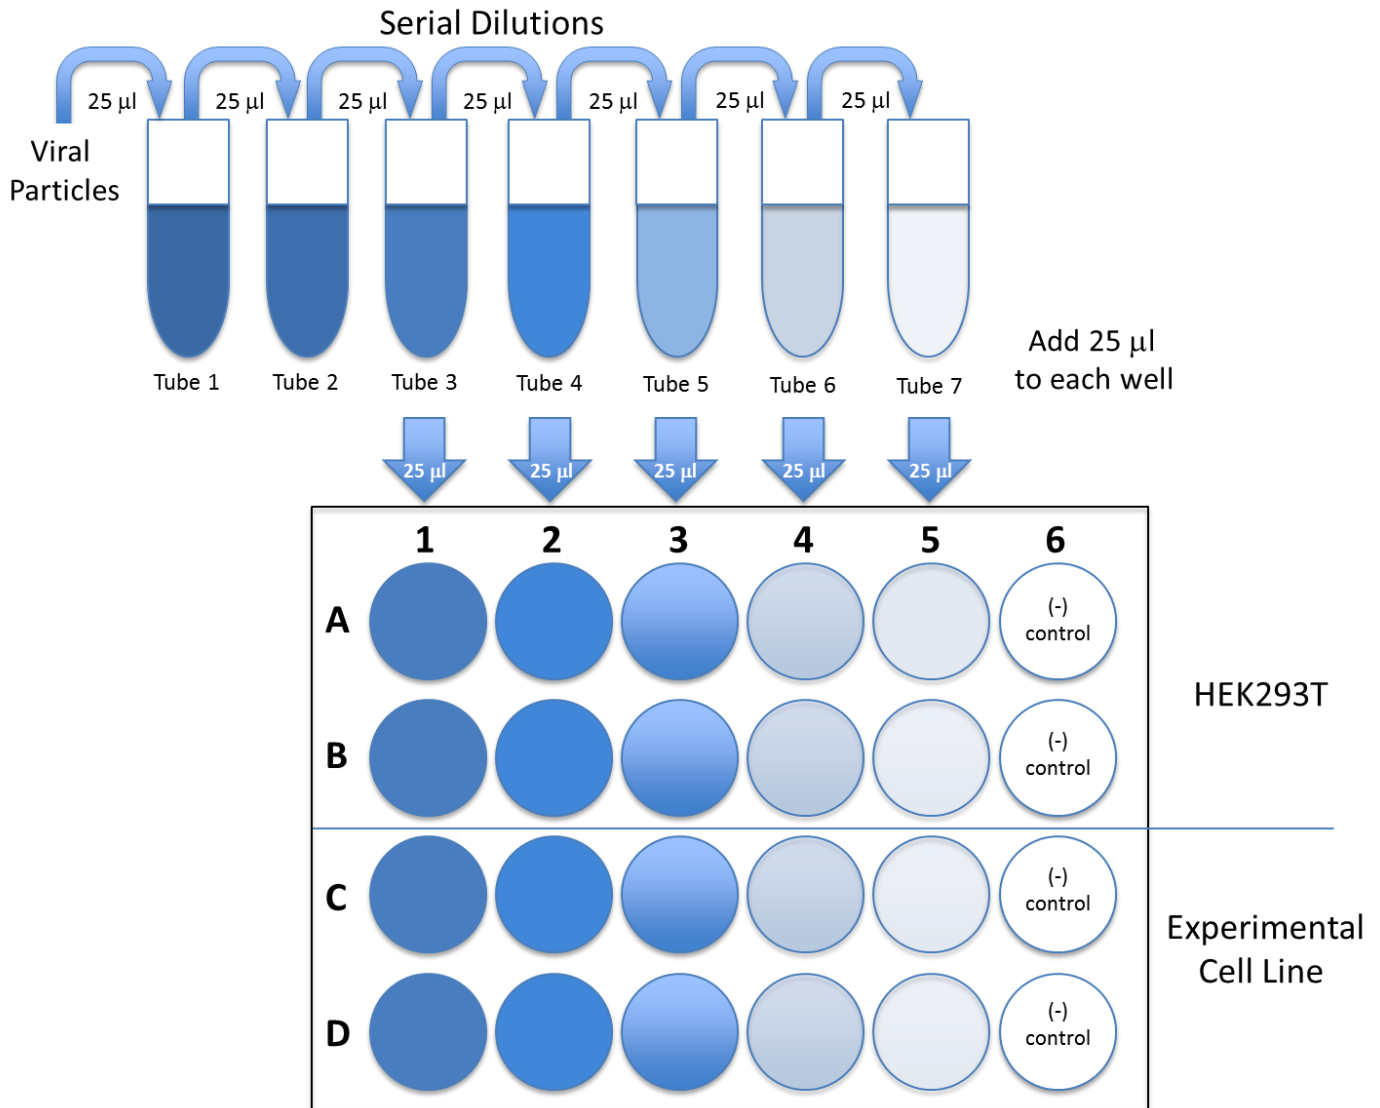 Serial Dilutions
25 µl 25 µl 25 µl 25 µl 25 µl 25 µl 25 µl
Viral
Particles
Tube 1 Tube 2 Tube 3 Tube 4 Tube 5 Tube 6 Tube 7
Add 25 µl
to each well
25 µl 25 µl 25 µl 25 µl 25 µl
1 2 3 4 5 6
A
(-)
control
B
(-)
control
HEK293T
C
(-)
control
D
(-)
control
Experimental
Cell Line